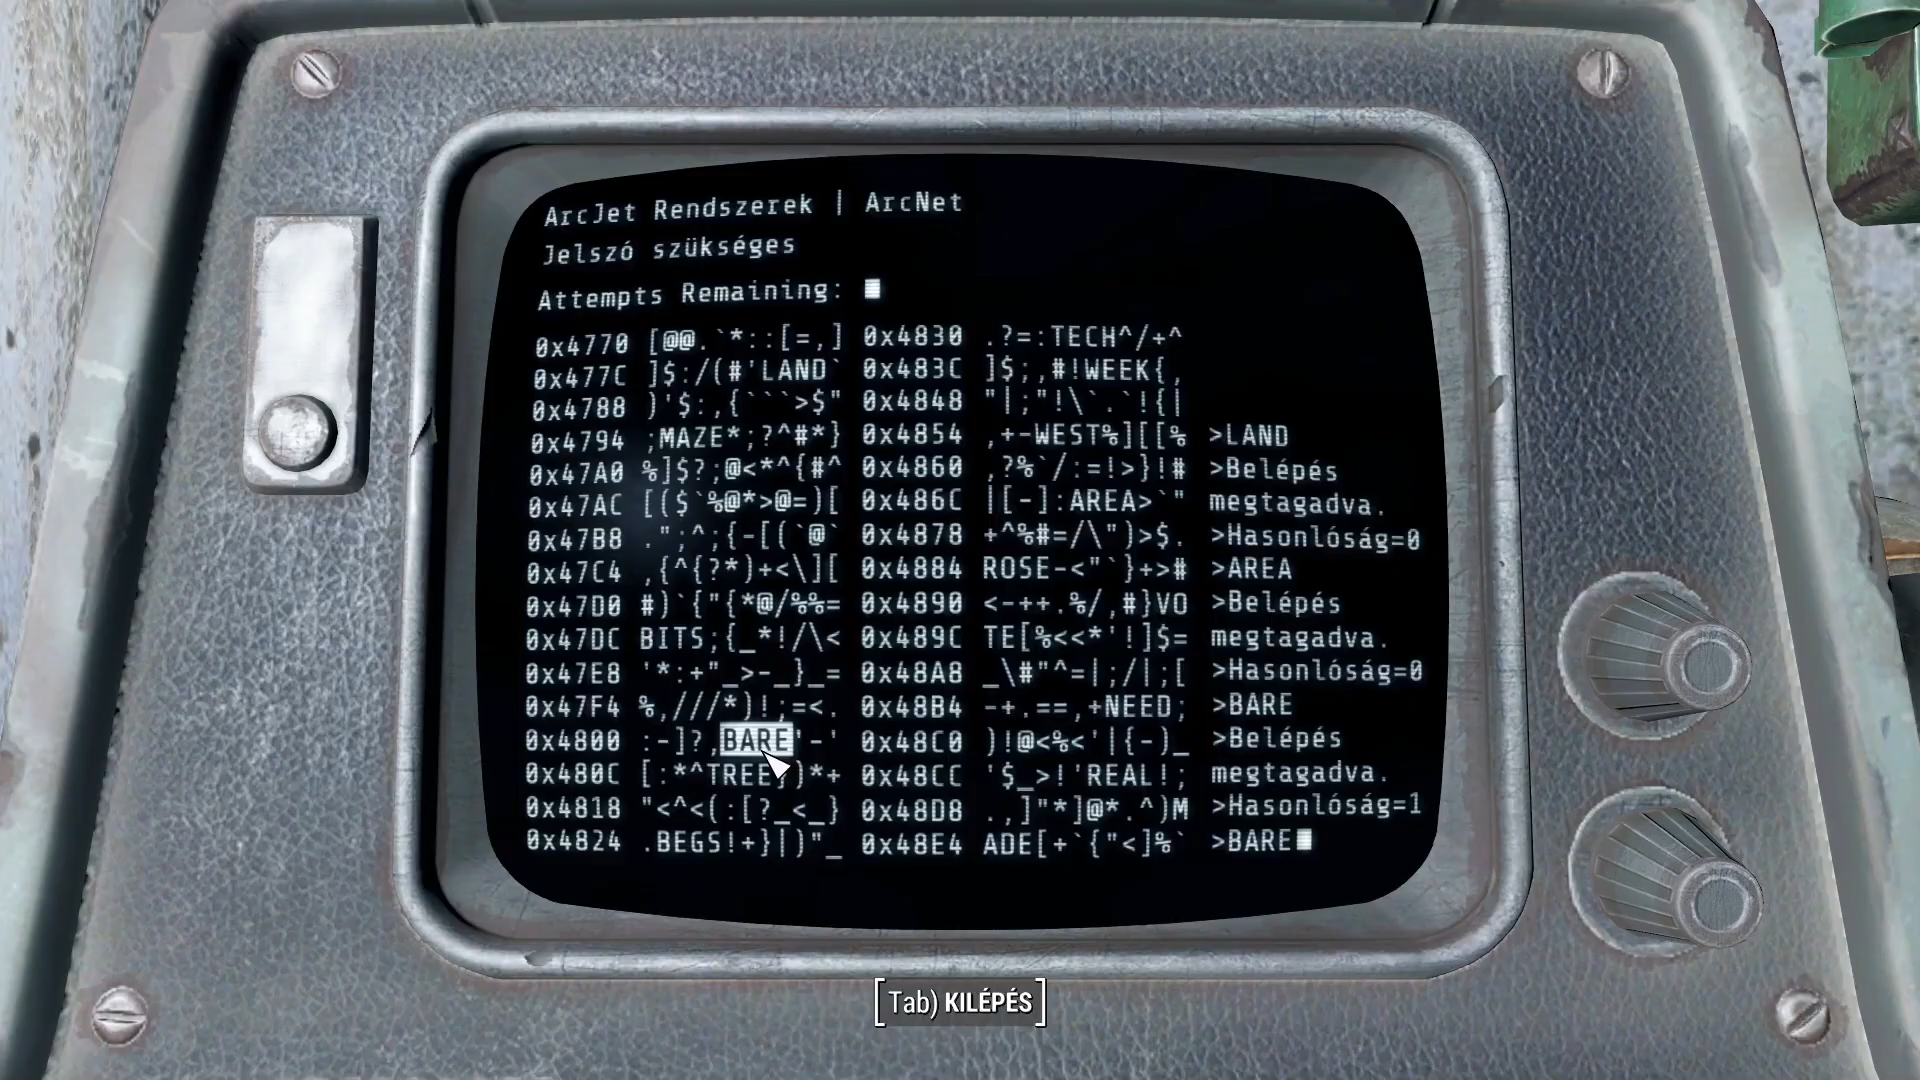 ArcJet Rendszerek | ArcNet
Jelszó szükséges
Attempts Remaining:
0x4770 [@@.`*::[=,] 0x4830 .?=:TECH^/+^
0x477C ]$:/(#'LAND` 0x483C ]$;,#!WEEK{,
0x4788 )'$:,{```>$" 0x4848 "|;"!\`.`!{|
0x4794 ;MAZE*;?^#*} 0x4854 ,+-WEST%][[% >LAND
0x47A0 %]$?;@<*^{#^ 0x4860 ,?%`/:=!>}!# >Belépés
0x47AC [($`%@*>@=)[ 0x486C |[-]:AREA>`" megtagadva.
0x47B8 .";^;{-[(`@` 0x4878 +^%#=/\")>$. >Hasonlóság=0
0x47C4 ,{^{?*)+<\][ 0x4884 ROSE-<"`}+># >AREA
0x47D0 #)`{"{*@/%%= 0x4890 <-++.%/,#}VO >Belépés
0x47DC BITS;{_*!/\< 0x489C TE[%<<*'!]$= megtagadva.
0x47E8 '*:+"_>-_}_= 0x48A8 _\#"^=|;/|;[ >Hasonlóság=0
0x47F4 %,///*)!;=<. 0x48B4 -+.==,+NEED; >BARE
0x4800 :-]?,BARE'-' 0x48C0 )!@<%<'|{-)_ >Belépés
0x480C [:*^TREE})*+ 0x48CC '$_>!'REAL!; megtagadva.
0x4818 "<^<(:[?_<_} 0x48D8 .,]"*]@*.^)M >Hasonlóság=1
0x4824 .BEGS!+}|)"_ 0x48E4 ADE[+`{"<]%` >BARE
[Tab) KILÉPÉS]